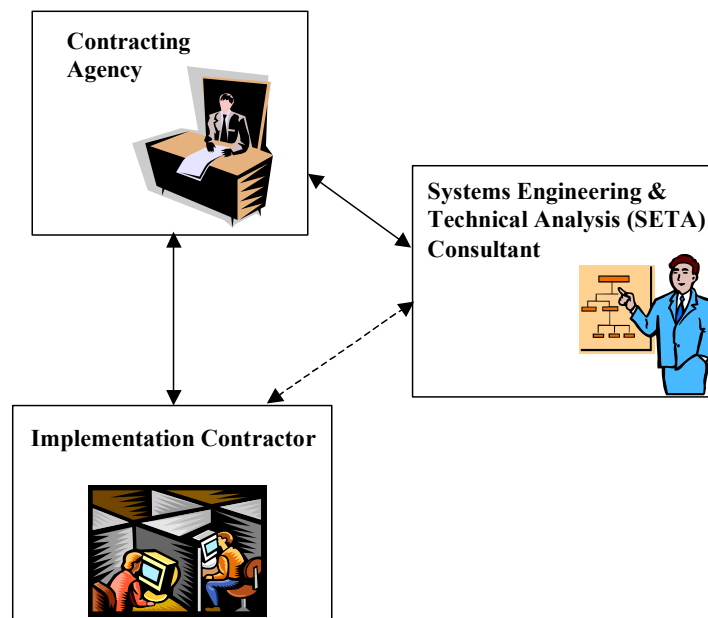 Contracting
Agency
Systems Engineering &
Technical Analysis (SETA)
Consultant
Implementation Contractor